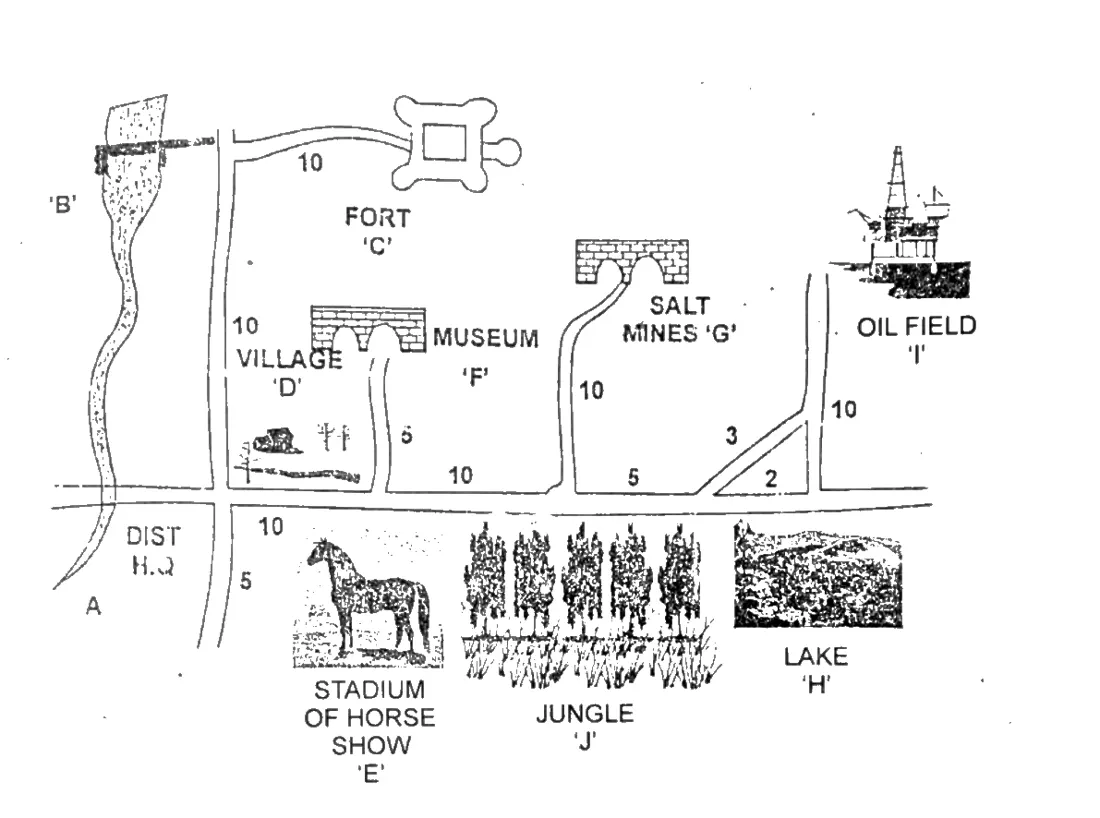 'B'
10
FORT
'C'
10
VILLAGE
'D'
MUSEUM
'F'
5
SALT
MINES 'G'
10
OIL FIELD
'I'
10
3
10
5
2
DIST
H.Q
A
10
5
STADIUM
OF HORSE
SHOW
'E'
JUNGLE
'J'
LAKE
'H'